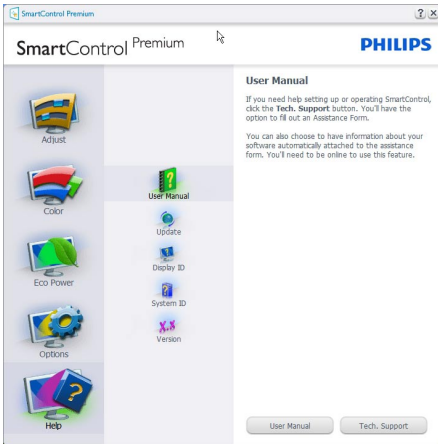 SmartControl Premium
SmartControl Premium
PHILIPS
Adjust
Color
Eco Power
Options
Help
User Manual
Update
Display ID
System ID
X.X
Version
User Manual
If you need help setting up or operating SmartControl,
click the Tech. Support button. You'll have the
option to fill out an Assistance Form.
You can also choose to have information about your
software automatically attached to the assistance
form. You'll need to be online to use this feature.
User Manual
Tech. Support